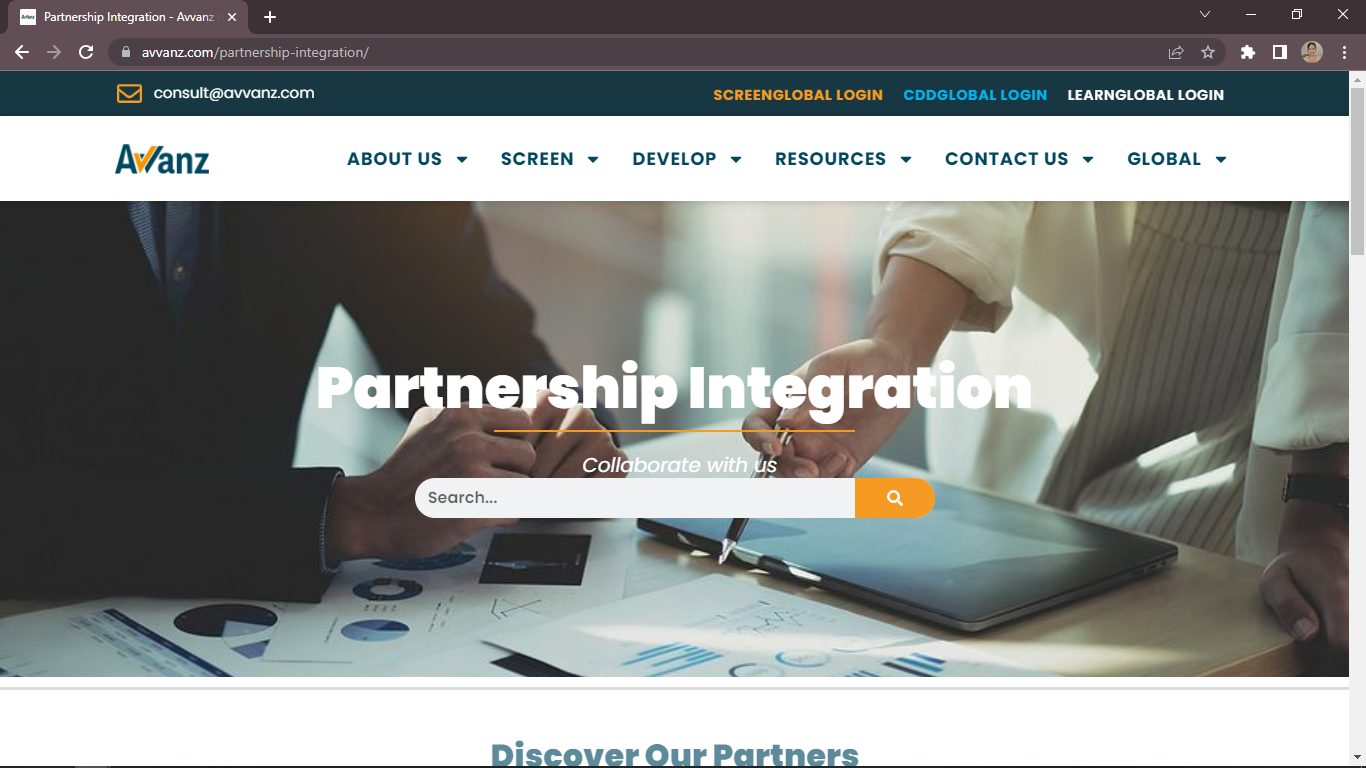 Partnership Integration - Avvanz
avvanz.com/partnership-integration/
consult@avvanz.com
SCREENGLOBAL LOGIN
CDDGLOBAL LOGIN
LEARNGLOBAL LOGIN
Avvanz
ABOUT US
SCREEN
DEVELOP
RESOURCES
CONTACT US
GLOBAL
Partnership Integration
Collaborate with us
Search...
Discover Our Partners